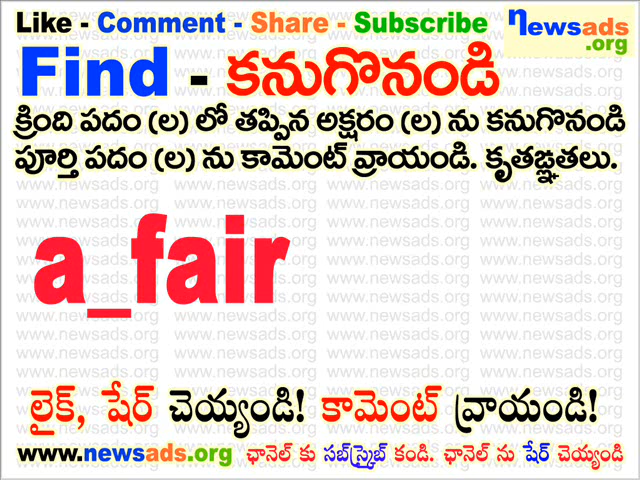 Like - Comment - Share - Subscribe
newsads
.org
Find - కనుగొనండి
క్రింది పదం (ల) లో తప్పిన అక్షరం (ల) ను కనుగొనండి
పూర్తి పదం (ల) ను కామెంట్ వ్రాయండి. కృతజ్ఞతలు.
a_fair
లైక్, షేర్ చెయ్యండి! కామెంట్ వ్రాయండి!
www.newsads.org ఛానెల్ కు సబ్‌స్క్రైబ్ కండి. ఛానెల్ ను షేర్ చెయ్యండి